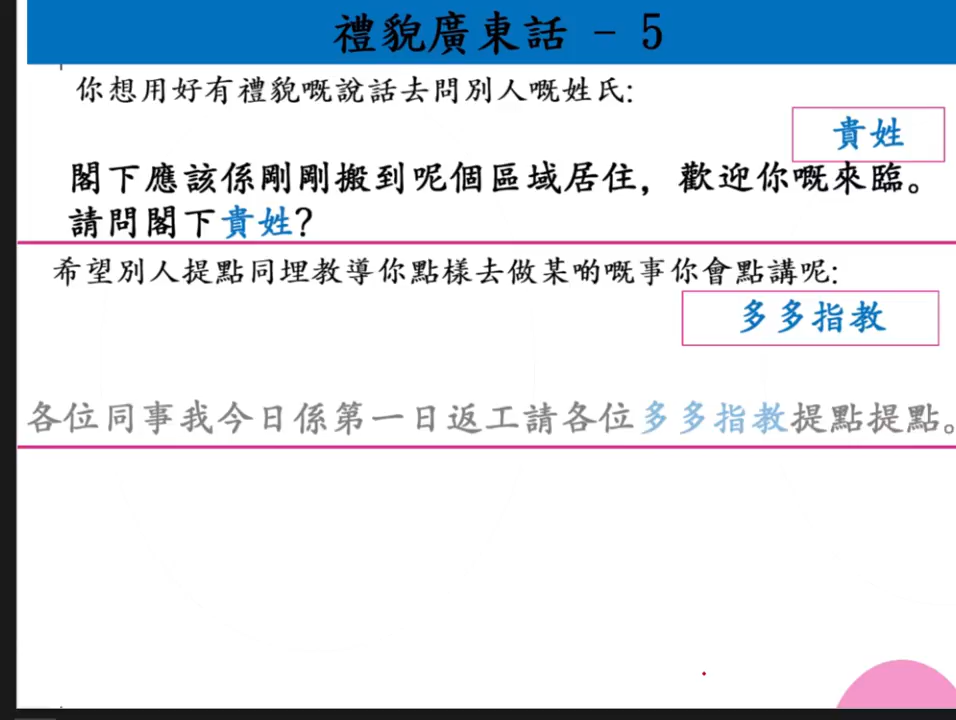 禮貌廣東話 - 5
你想用好有禮貌嘅說話去問別人嘅姓氏:
貴姓
閣下應該係剛剛搬到呢個區域居住，歡迎你嘅來臨。
請問閣下貴姓?
希望別人提點同埋教導你點樣去做某啲嘅事你會點講呢:
多多指教
各位同事我今日係第一日返工請各位多多指教提點提點。